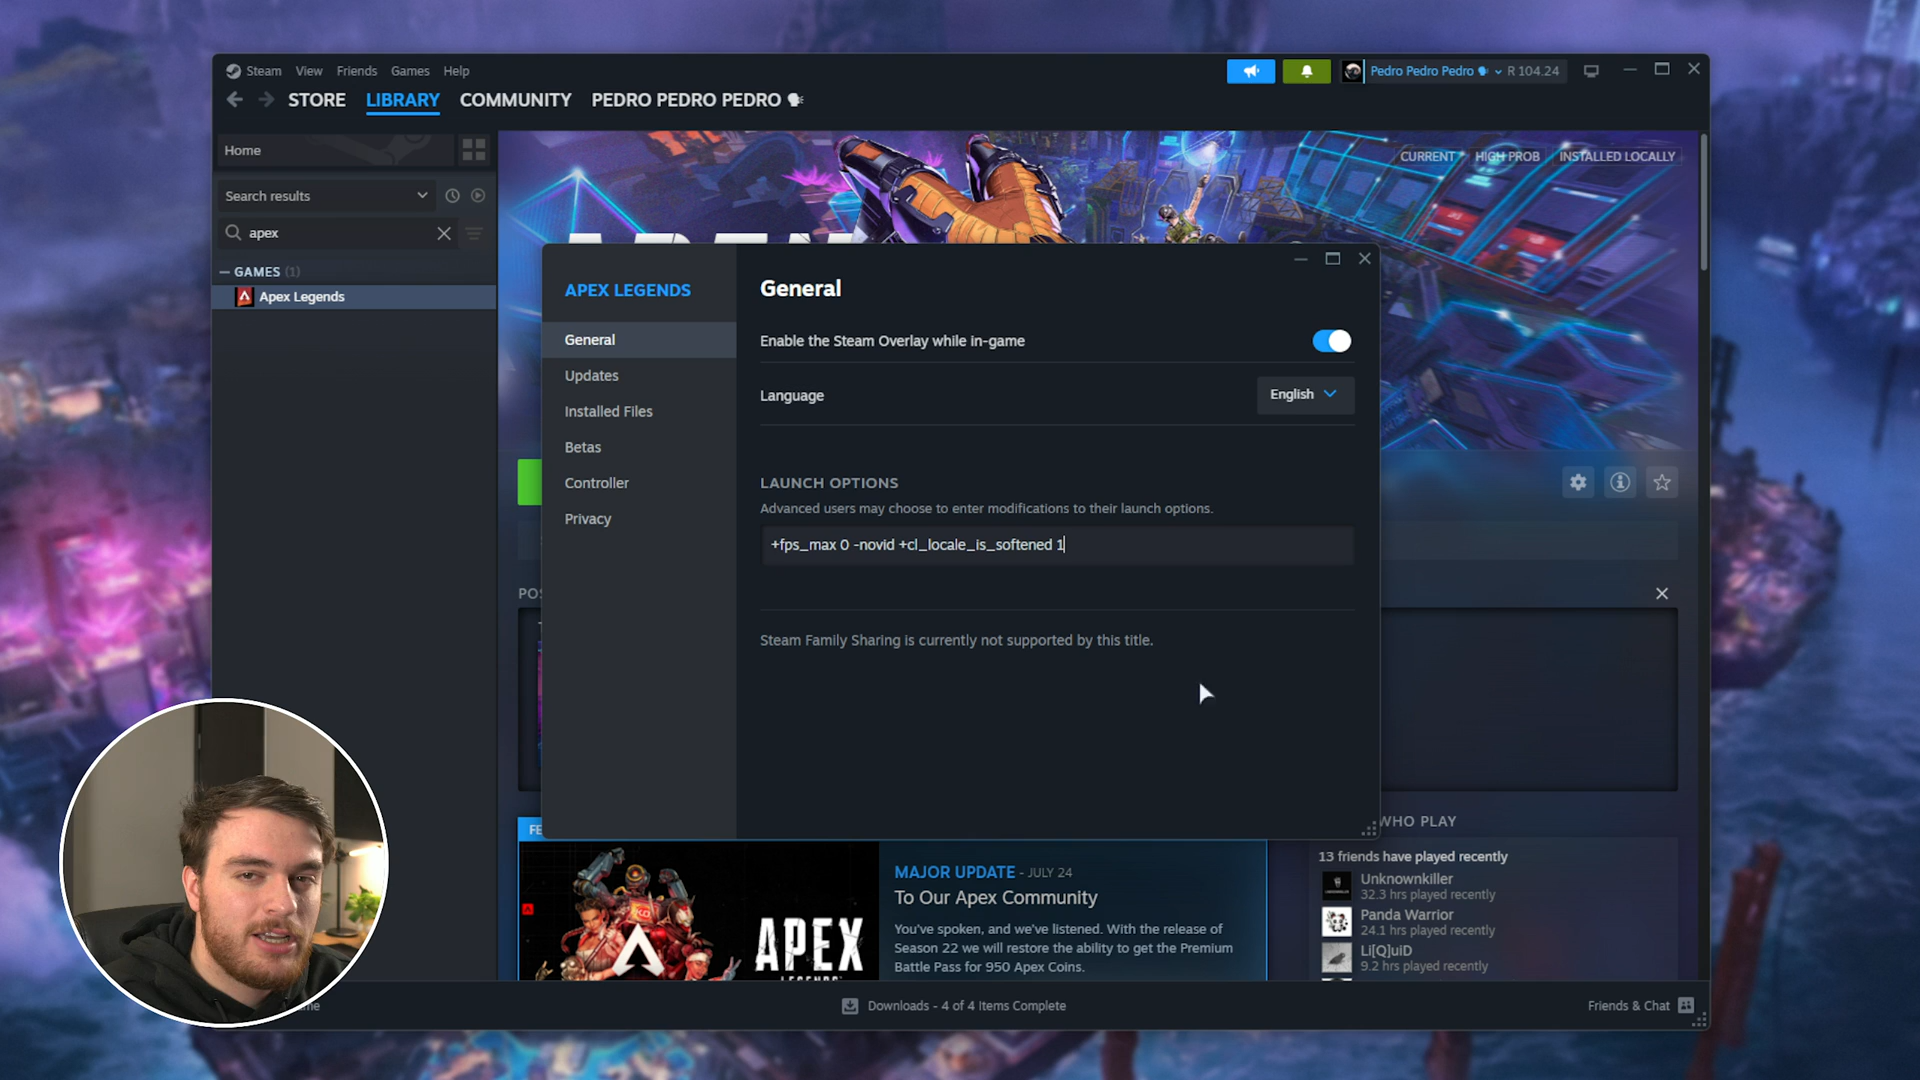 Steam View Friends Games Help
Pedro Pedro Pedro R 104.24
STORE LIBRARY COMMUNITY PEDRO PEDRO PEDRO
Home
CURRENT HIGH PROB INSTALLED LOCALLY
Search results
apex
— GAMES (1)
Apex Legends
APEX LEGENDS
General
Updates
Installed Files
Betas
Controller
Privacy
General
Enable the Steam Overlay while in-game
Language English
LAUNCH OPTIONS
Advanced users may choose to enter modifications to their launch options.
+fps_max 0 -novid +cl_locale_is_softened 1
Steam Family Sharing is currently not supported by this title.
PO
FE
MAJOR UPDATE - JULY 24
To Our Apex Community
You've spoken, and we've listened. With the release of
Season 22 we will restore the ability to get the Premium
Battle Pass for 950 Apex Coins.
APEX
WHO PLAY
13 friends have played recently
Unknownkiller
32.3 hrs played recently
Panda Warrior
24.1 hrs played recently
Li[Q]uiD
9.2 hrs played recently
Downloads - 4 of 4 Items Complete
Friends & Chat